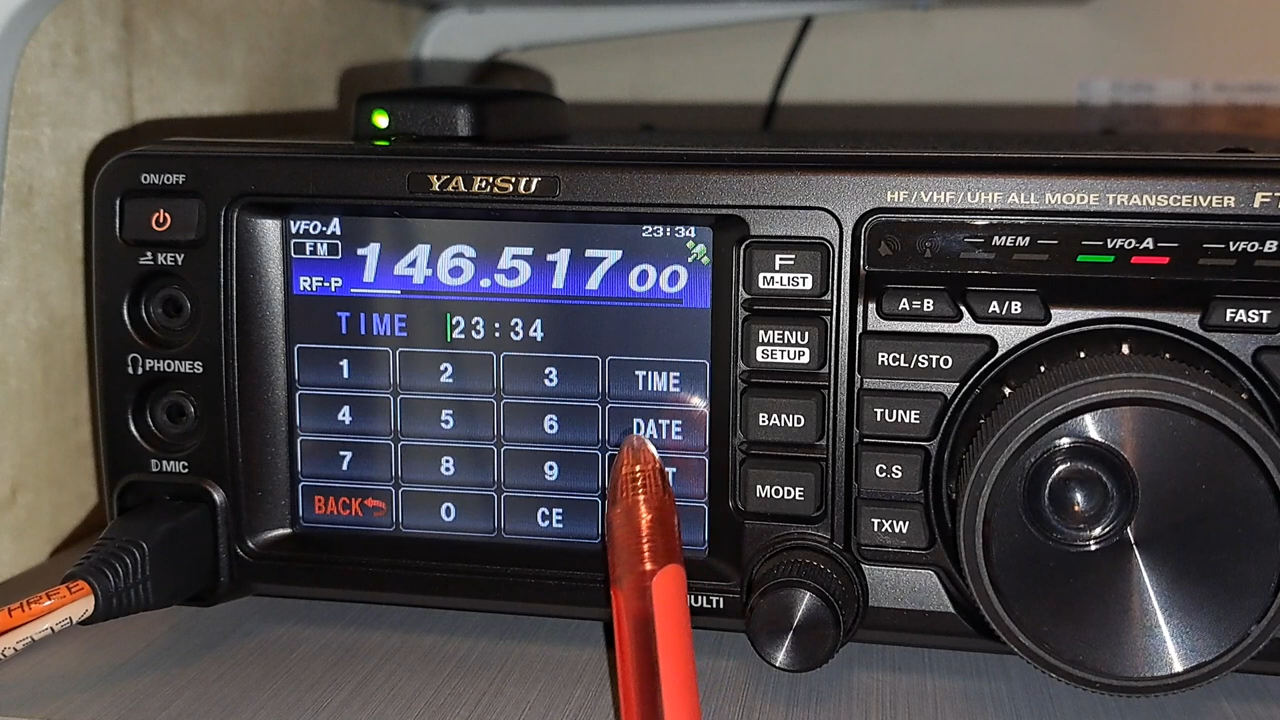 ON/OFF
YAESU
HF/VHF/UHF ALL MODE TRANSCEIVER
KEY
PHONES
MIC
VFO-A 23:34
FM 146.517 00
RF-P
TIME 23:34
1 2 3 TIME
4 5 6 DATE
7 8 9
BACK 0 CE
F
M-LIST
MENU
SETUP
BAND
MODE
MEM VFO-A VFO-B
A=B A/B FAST
RCL/STO
TUNE
C.S
TXW
THREE